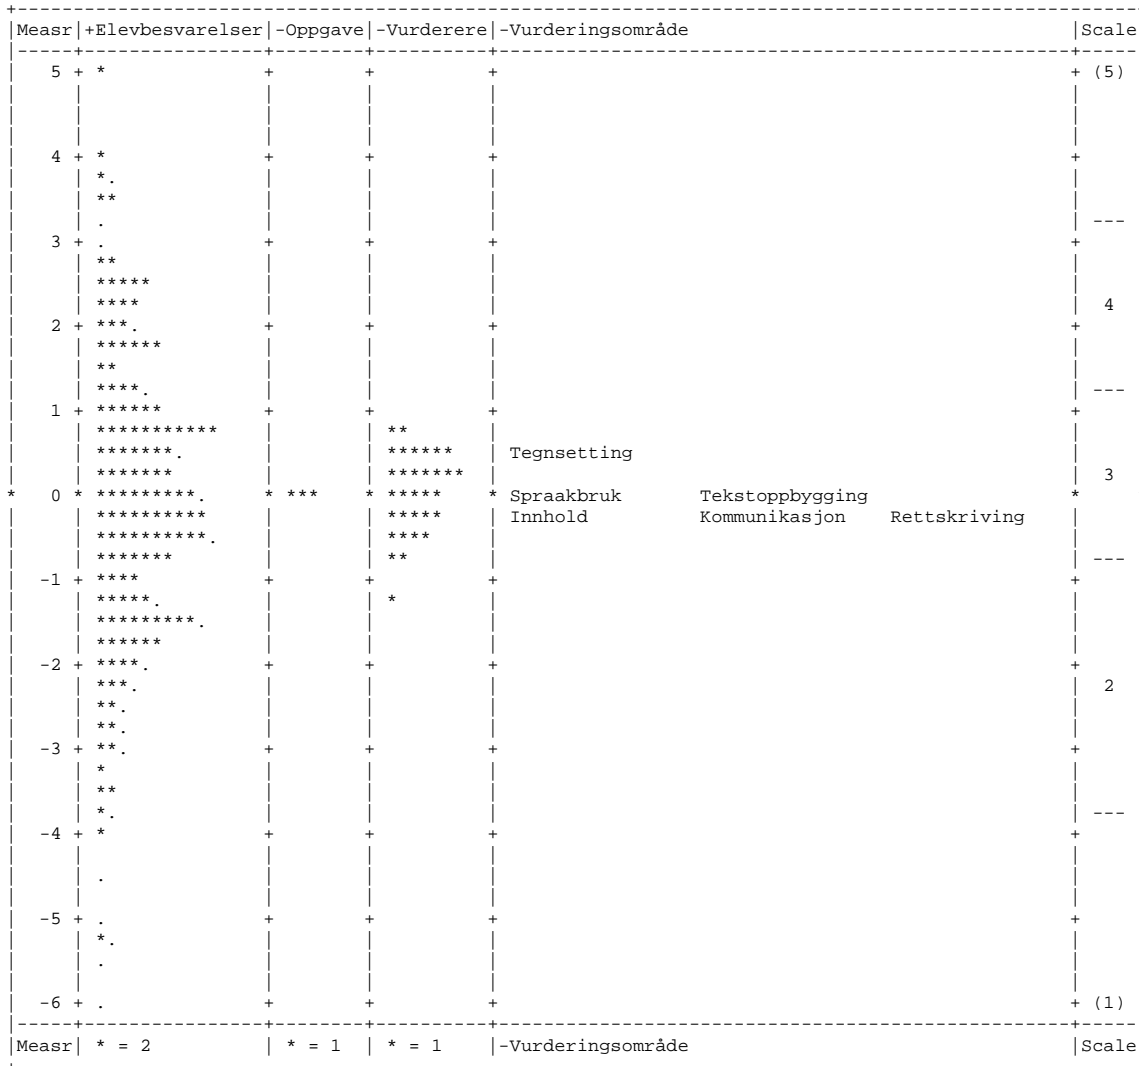 +-----------------------------------------------------------------------------------------------
|Measr|+Elevbesvarelser|-Oppgave|-Vurderere|-Vurderingsområde |Scale
|-----+----------------+--------+----------+------------------------------------------------------+-----
| 5 + * + + + + (5)
| | | | | |
| | | | | |
| | | | | |
| 4 + * + + + +
| | *. | | | |
| | ** | | | |
| | . | | | | ---
| 3 + . + + + +
| | ** | | | |
| | ***** | | | |
| | **** | | | | 4
| 2 + ***. + + + +
| | ****** | | | |
| | ** | | | |
| | ****. | | | | ---
| 1 + ****** + + + +
| | *********** | | ** | |
| | *******. | | ****** | Tegnsetting |
| | ******* | | ******* | | 3
* 0 * *********. * *** * ***** * Spraakbruk Tekstoppbygging *
| | ********** | | ***** | Innhold Kommunikasjon Rettskriving |
| | **********. | | **** | |
| | ******* | | ** | | ---
| -1 + **** + + + +
| | *****. | | * | |
| | *********. | | | |
| | ****** | | | |
| -2 + ****. + + + +
| | ***. | | | | 2
| | **. | | | |
| | **. | | | |
| -3 + **. + + + +
| | * | | | |
| | ** | | | |
| | *. | | | | ---
| -4 + * + + + +
| | | | | |
| | . | | | |
| | | | | |
| -5 + . + + + +
| | *. | | | |
| | . | | | |
| | | | | |
| -6 + . + + + + (1)
|-----+----------------+--------+----------+------------------------------------------------------+-----
|Measr| * = 2 | * = 1 | * = 1 |-Vurderingsområde |Scale